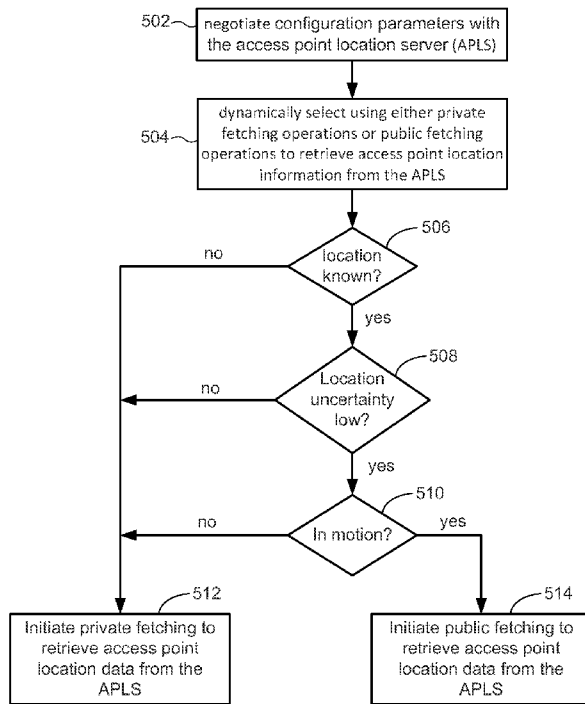 502
negotiate configuration parameters with
the access point location server (APLS)
504
dynamically select using either private
fetching operations or public fetching
operations to retrieve access point location
information from the APLS
506
location
known?
no
yes
508
Location
uncertainty
low?
no
yes
510
In motion?
no
yes
512
Initiate private fetching to
retrieve access point
location data from the
APLS
514
Initiate public fetching to
retrieve access point
location data from the
APLS